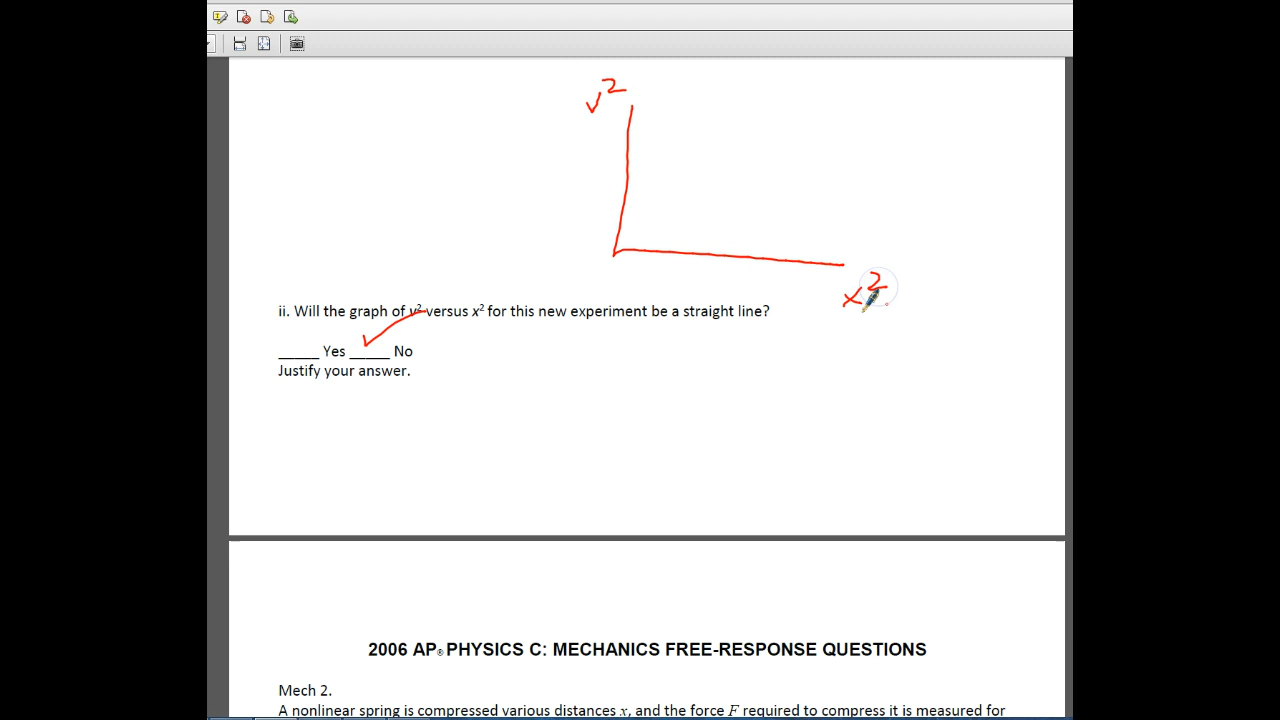 v²
x²
ii. Will the graph of v² versus x² for this new experiment be a straight line?
______ Yes ______ No
Justify your answer.
2006 AP® PHYSICS C: MECHANICS FREE-RESPONSE QUESTIONS
Mech 2.
A nonlinear spring is compressed various distances x, and the force F required to compress it is measured for